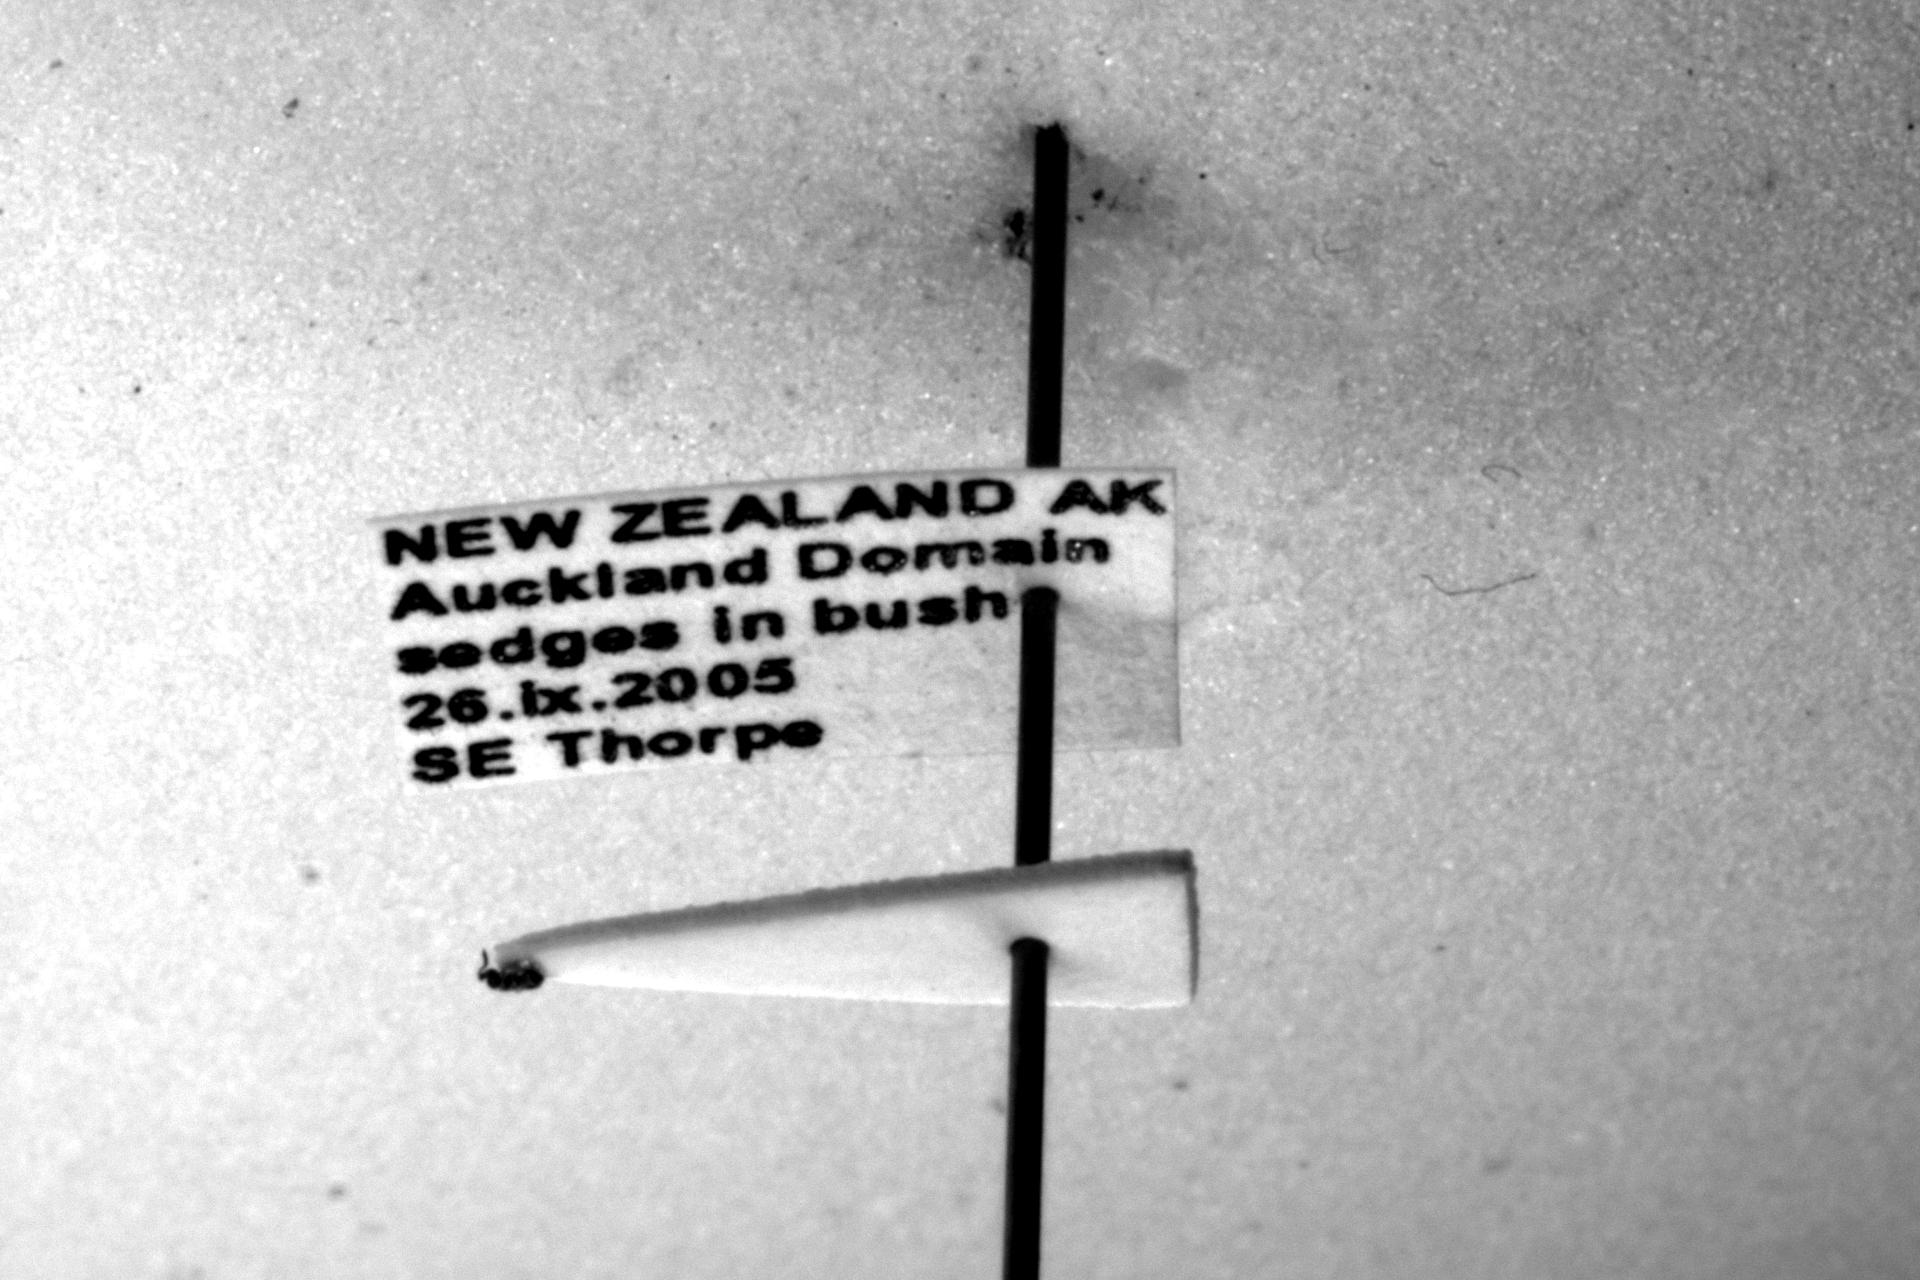 NEW ZEALAND AK
Auckland Domain
sedges in bush
26.ix.2005
SE Thorpe